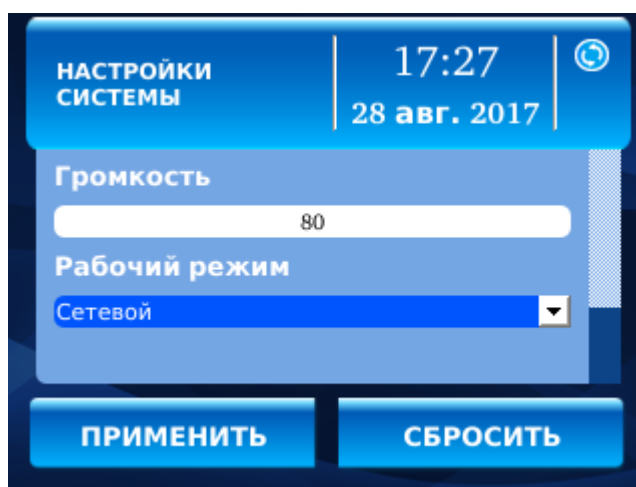 НАСТРОЙКИ
СИСТЕМЫ
17:27
28 авг. 2017
Громкость
80
Рабочий режим
Сетевой
ПРИМЕНИТЬ
СБРОСИТЬ